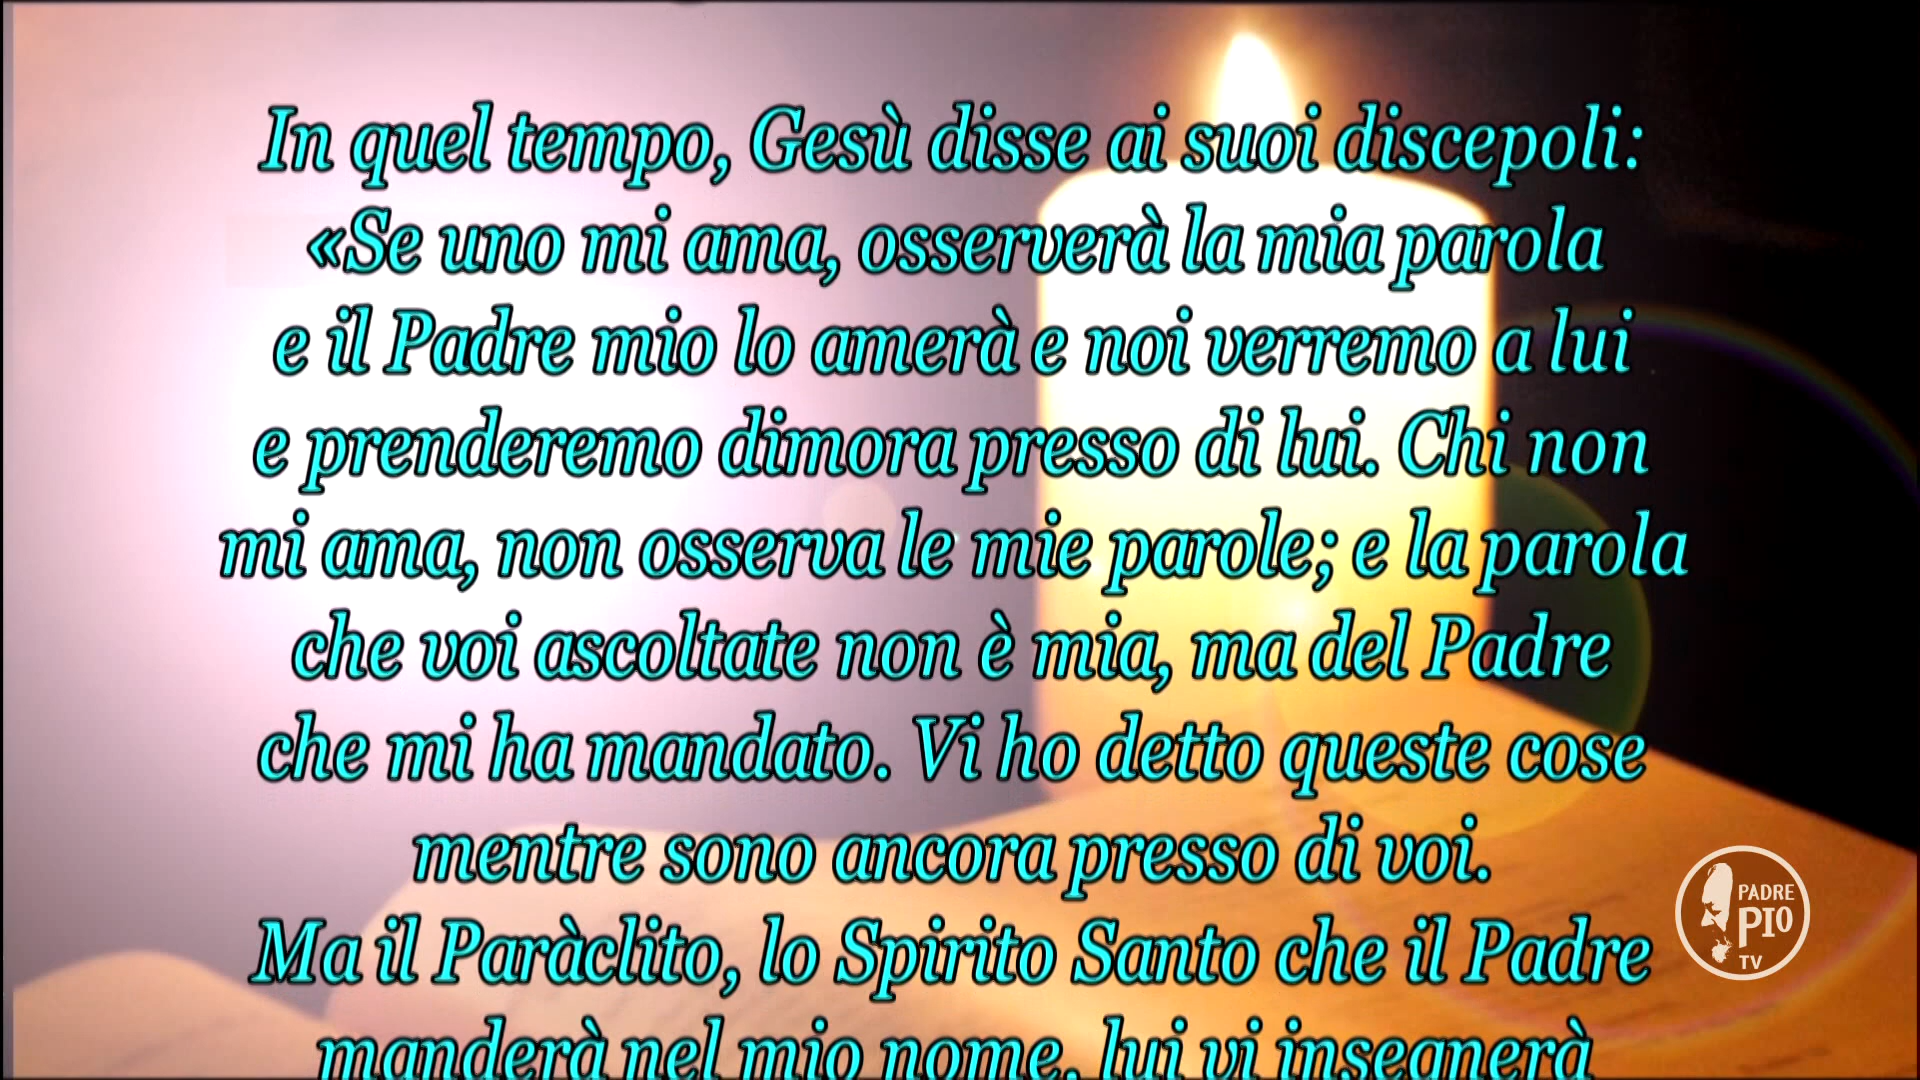 In quel tempo, Gesù disse ai suoi discepoli:
«Se uno mi ama, osserverà la mia parola
e il Padre mio lo amerà e noi verremo a lui
e prenderemo dimora presso di lui. Chi non
mi ama, non osserva le mie parole; e la parola
che voi ascoltate non è mia, ma del Padre
che mi ha mandato. Vi ho detto queste cose
mentre sono ancora presso di voi.
Ma il Paràclito, lo Spirito Santo che il Padre
manderà nel mio nome, lui vi insegnerà
PADRE
PIO
TV